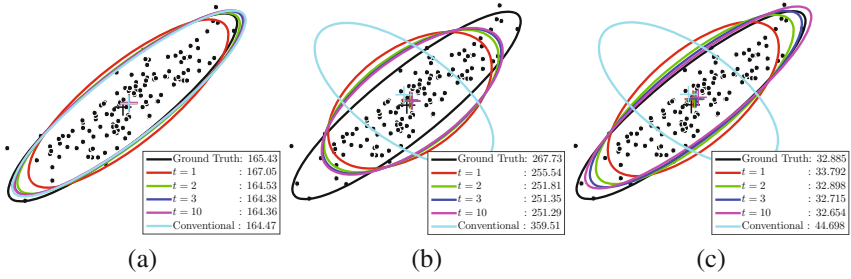 Ground Truth: 165.43
t = 1 : 167.05
t = 2 : 164.53
t = 3 : 164.38
t = 10 : 164.36
Conventional : 164.47
(a)
Ground Truth: 267.73
t = 1 : 255.54
t = 2 : 251.81
t = 3 : 251.35
t = 10 : 251.29
Conventional : 359.51
(b)
Ground Truth: 32.885
t = 1 : 33.792
t = 2 : 32.898
t = 3 : 32.715
t = 10 : 32.654
Conventional : 44.698
(c)